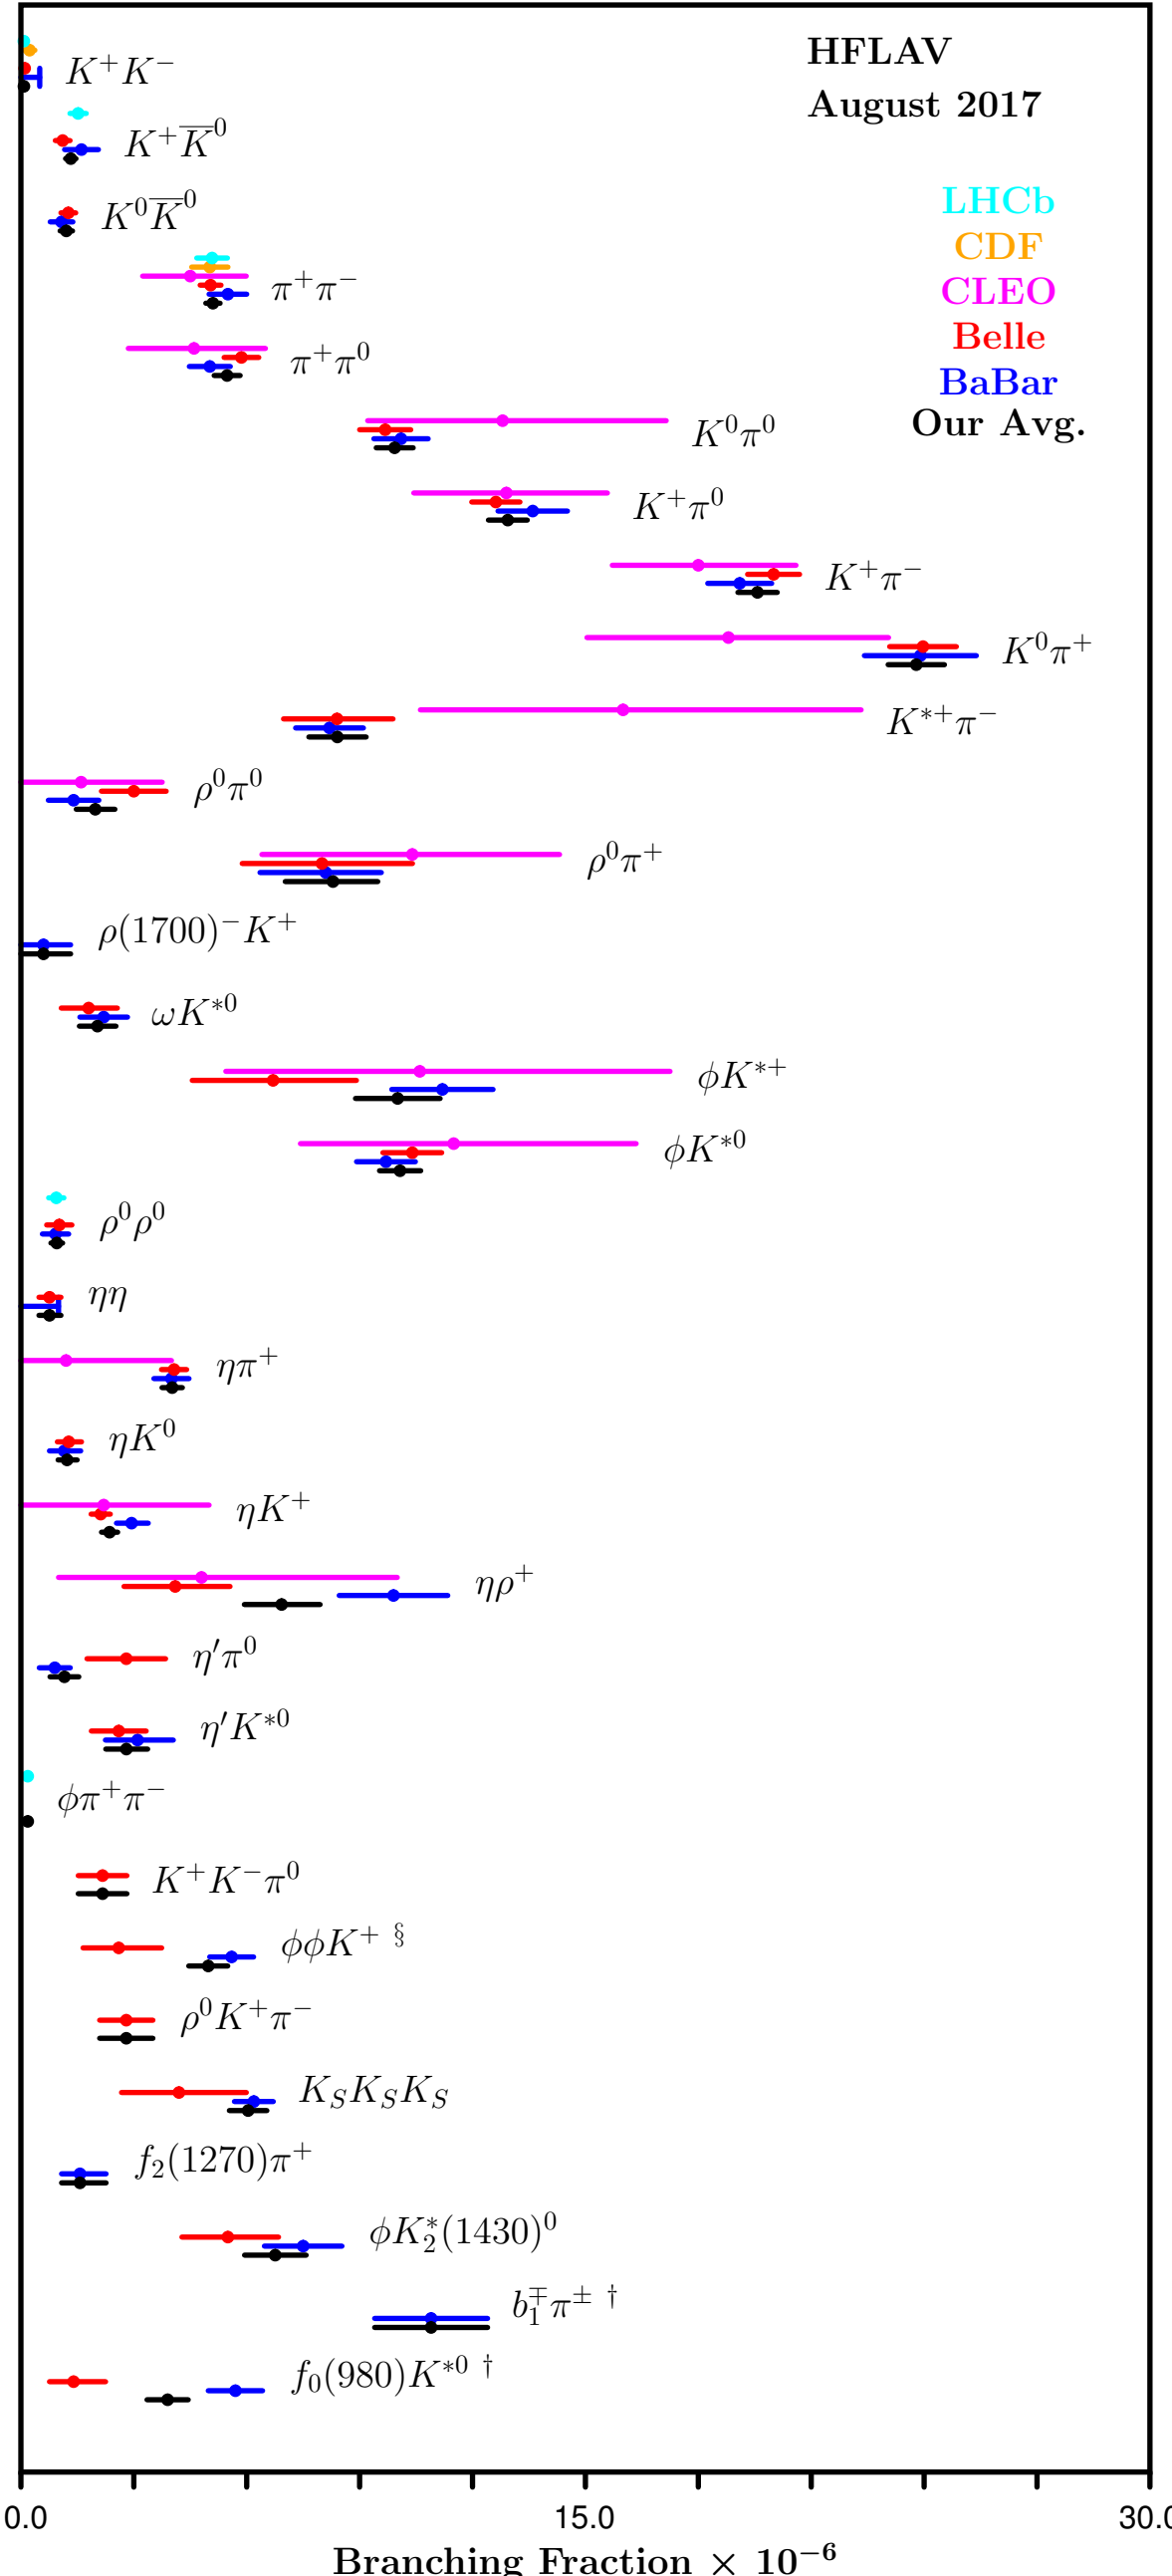 HFLAV
August 2017
K⁺K⁻
K⁺K̅⁰
K⁰K̅⁰
LHCb
CDF
π⁺π⁻
CLEO
Belle
π⁺π⁰
BaBar
Our Avg.
K⁰π⁰
K⁺π⁰
K⁺π⁻
K⁰π⁺
K*⁺π⁻
ρ⁰π⁰
ρ⁰π⁺
ρ(1700)⁻K⁺
ωK*⁰
ϕK*⁺
ϕK*⁰
ρ⁰ρ⁰
ηη
ηπ⁺
ηK⁰
ηK⁺
ηρ⁺
η′π⁰
η′K*⁰
ϕπ⁺π⁻
K⁺K⁻π⁰
ϕϕK⁺ §
ρ⁰K⁺π⁻
K_SK_SK_S
f₂(1270)π⁺
ϕK₂*(1430)⁰
b₁^∓π^± †
f₀(980)K*⁰ †
0.0 15.0 30.0
Branching Fraction × 10⁻⁶